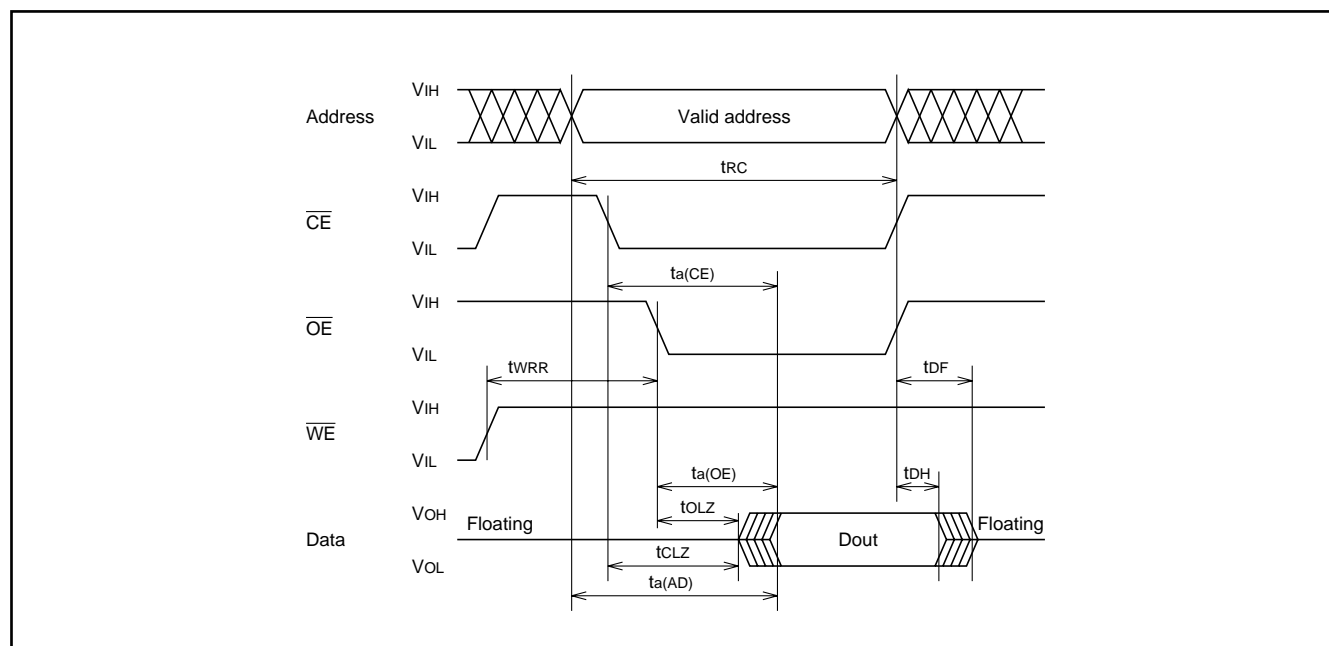 Address
VIH
VIL
Valid address
tRC
CE
VIH
VIL
ta(CE)
OE
VIH
VIL
tWRR
tDF
WE
VIH
VIL
ta(OE)
tDH
tOLZ
Data
VOH
VOL
Floating
Dout
Floating
tCLZ
ta(AD)